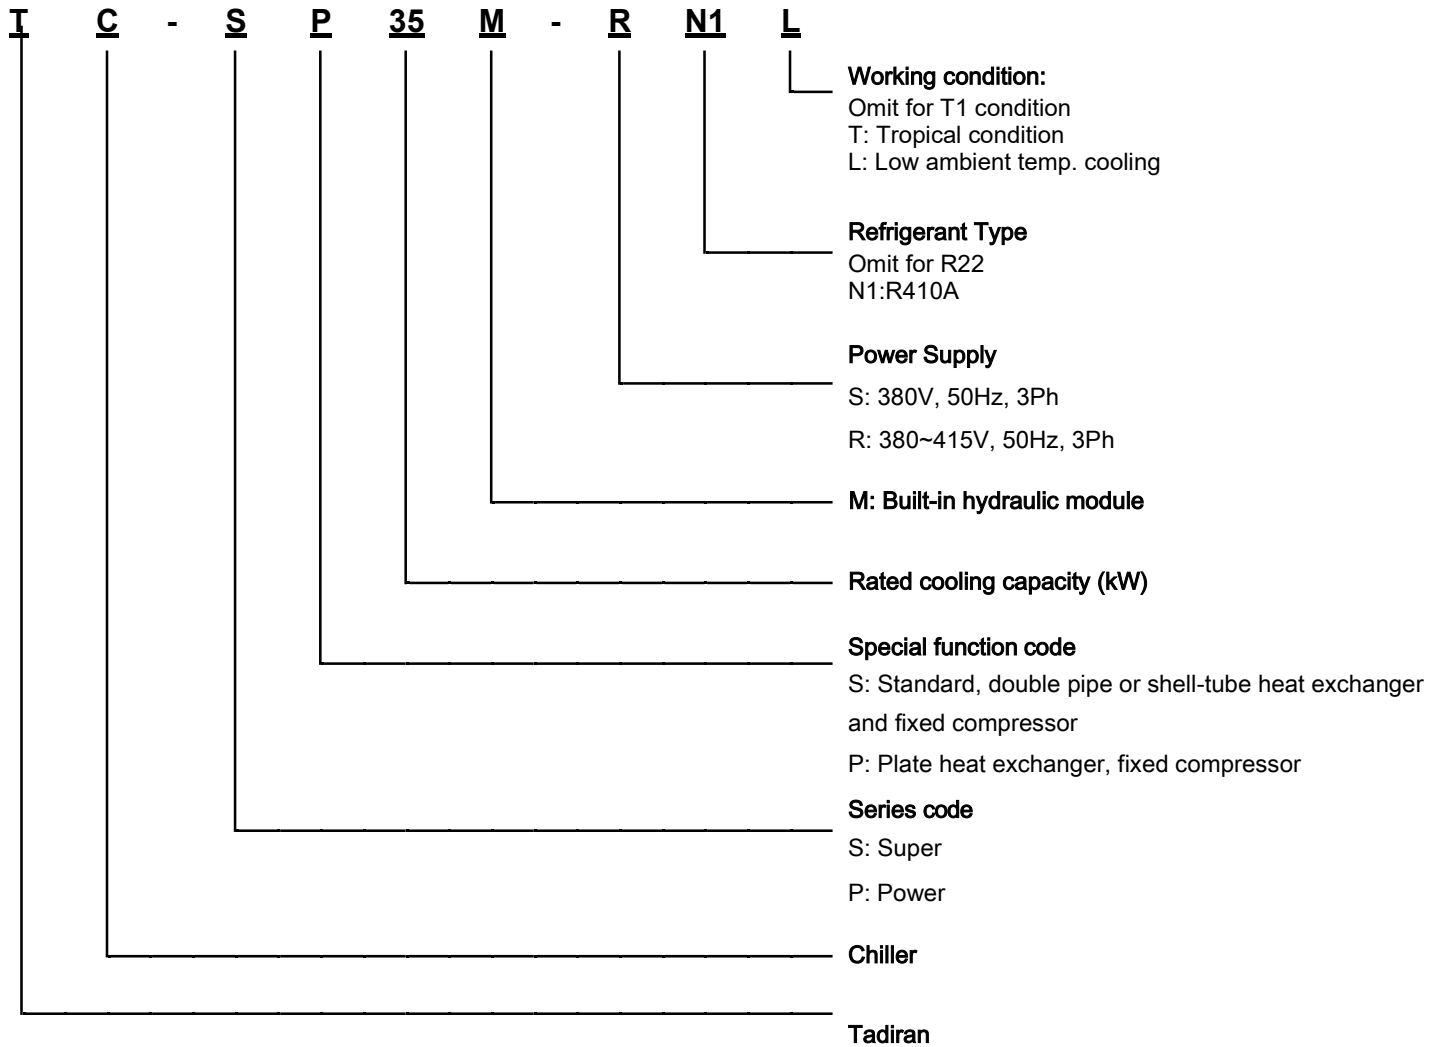 T C - S P 35 M - R N1 L
Working condition:
Omit for T1 condition
T: Tropical condition
L: Low ambient temp. cooling
Refrigerant Type
Omit for R22
N1:R410A
Power Supply
S: 380V, 50Hz, 3Ph
R: 380~415V, 50Hz, 3Ph
M: Built-in hydraulic module
Rated cooling capacity (kW)
Special function code
S: Standard, double pipe or shell-tube heat exchanger
and fixed compressor
P: Plate heat exchanger, fixed compressor
Series code
S: Super
P: Power
Chiller
Tadiran